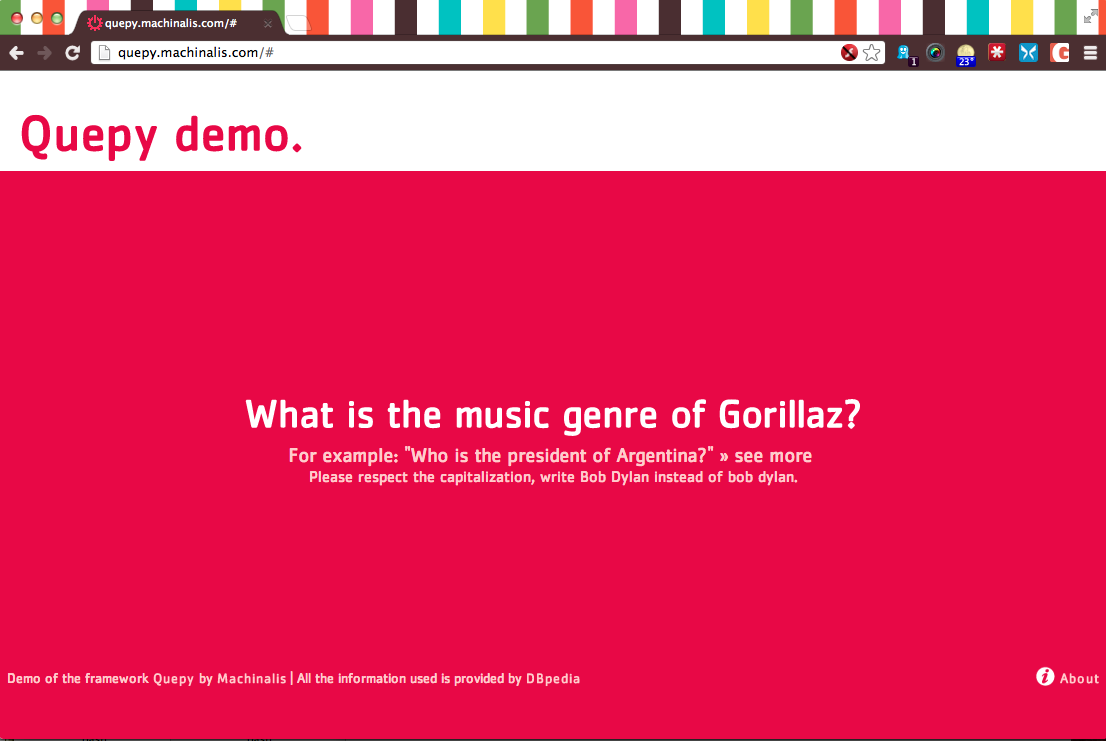 quepy.machinalis.com/#
quepy.machinalis.com/#
1
23°
Quepy demo.
What is the music genre of Gorillaz?
For example: "Who is the president of Argentina?" » see more
Please respect the capitalization, write Bob Dylan instead of bob dylan.
Demo of the framework Quepy by Machinalis | All the information used is provided by DBpedia
i About